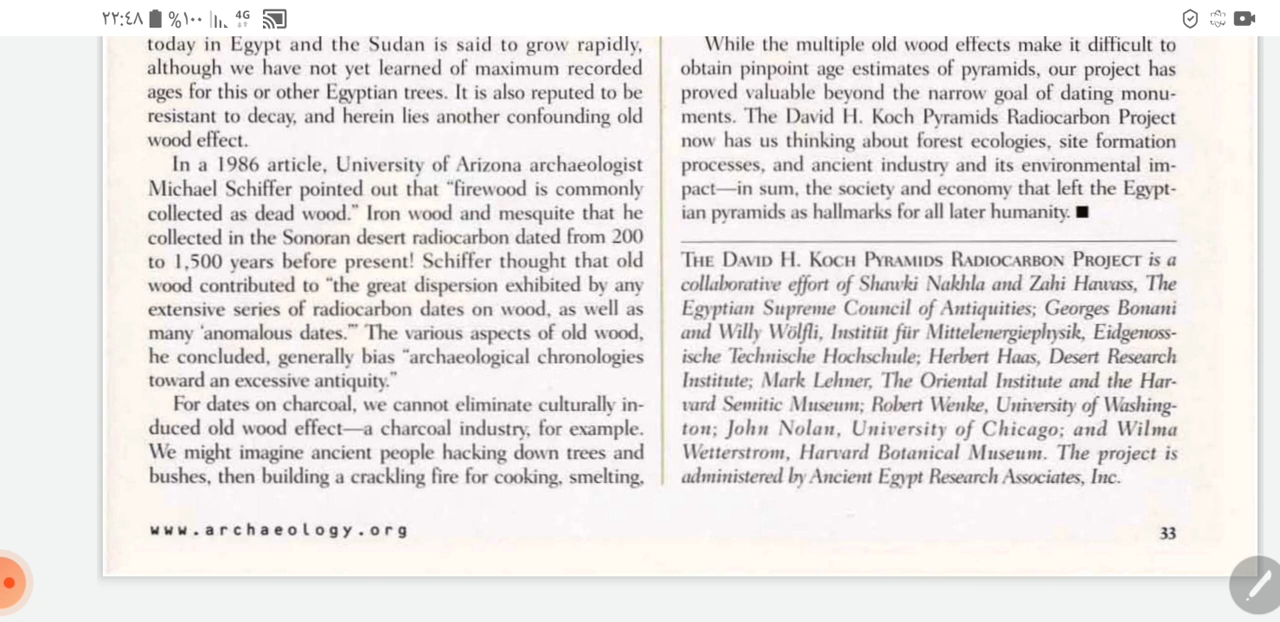 ٢٢:٤٨ %١٠٠ 4G
today in Egypt and the Sudan is said to grow rapidly,
although we have not yet learned of maximum recorded
ages for this or other Egyptian trees. It is also reputed to be
resistant to decay, and herein lies another confounding old
wood effect.
In a 1986 article, University of Arizona archaeologist
Michael Schiffer pointed out that “firewood is commonly
collected as dead wood.” Iron wood and mesquite that he
collected in the Sonoran desert radiocarbon dated from 200
to 1,500 years before present! Schiffer thought that old
wood contributed to “the great dispersion exhibited by any
extensive series of radiocarbon dates on wood, as well as
many ‘anomalous dates.’” The various aspects of old wood,
he concluded, generally bias “archaeological chronologies
toward an excessive antiquity.”
For dates on charcoal, we cannot eliminate culturally in-
duced old wood effect—a charcoal industry, for example.
We might imagine ancient people hacking down trees and
bushes, then building a crackling fire for cooking, smelting,
While the multiple old wood effects make it difficult to
obtain pinpoint age estimates of pyramids, our project has
proved valuable beyond the narrow goal of dating monu-
ments. The David H. Koch Pyramids Radiocarbon Project
now has us thinking about forest ecologies, site formation
processes, and ancient industry and its environmental im-
pact—in sum, the society and economy that left the Egypt-
ian pyramids as hallmarks for all later humanity. ■
THE DAVID H. KOCH PYRAMIDS RADIOCARBON PROJECT is a
collaborative effort of Shawki Nakhla and Zahi Hawass, The
Egyptian Supreme Council of Antiquities; Georges Bonani
and Willy Wölfli, Institüt für Mittelenergiephysik, Eidgenoss-
ische Technische Hochschule; Herbert Haas, Desert Research
Institute; Mark Lehner, The Oriental Institute and the Har-
vard Semitic Museum; Robert Wenke, University of Washing-
ton; John Nolan, University of Chicago; and Wilma
Wetterstrom, Harvard Botanical Museum. The project is
administered by Ancient Egypt Research Associates, Inc.
www.archaeology.org
33